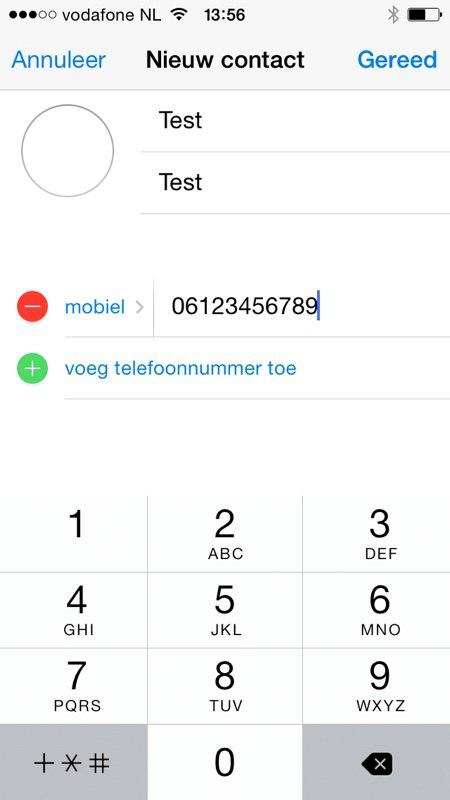 vodafone NL 13:56
Annuleer Nieuw contact Gereed
Test
Test
mobiel 06123456789
voeg telefoonnummer toe
1 2 3
ABC DEF
4 5 6
GHI JKL MNO
7 8 9
PQRS TUV WXYZ
+*# 0